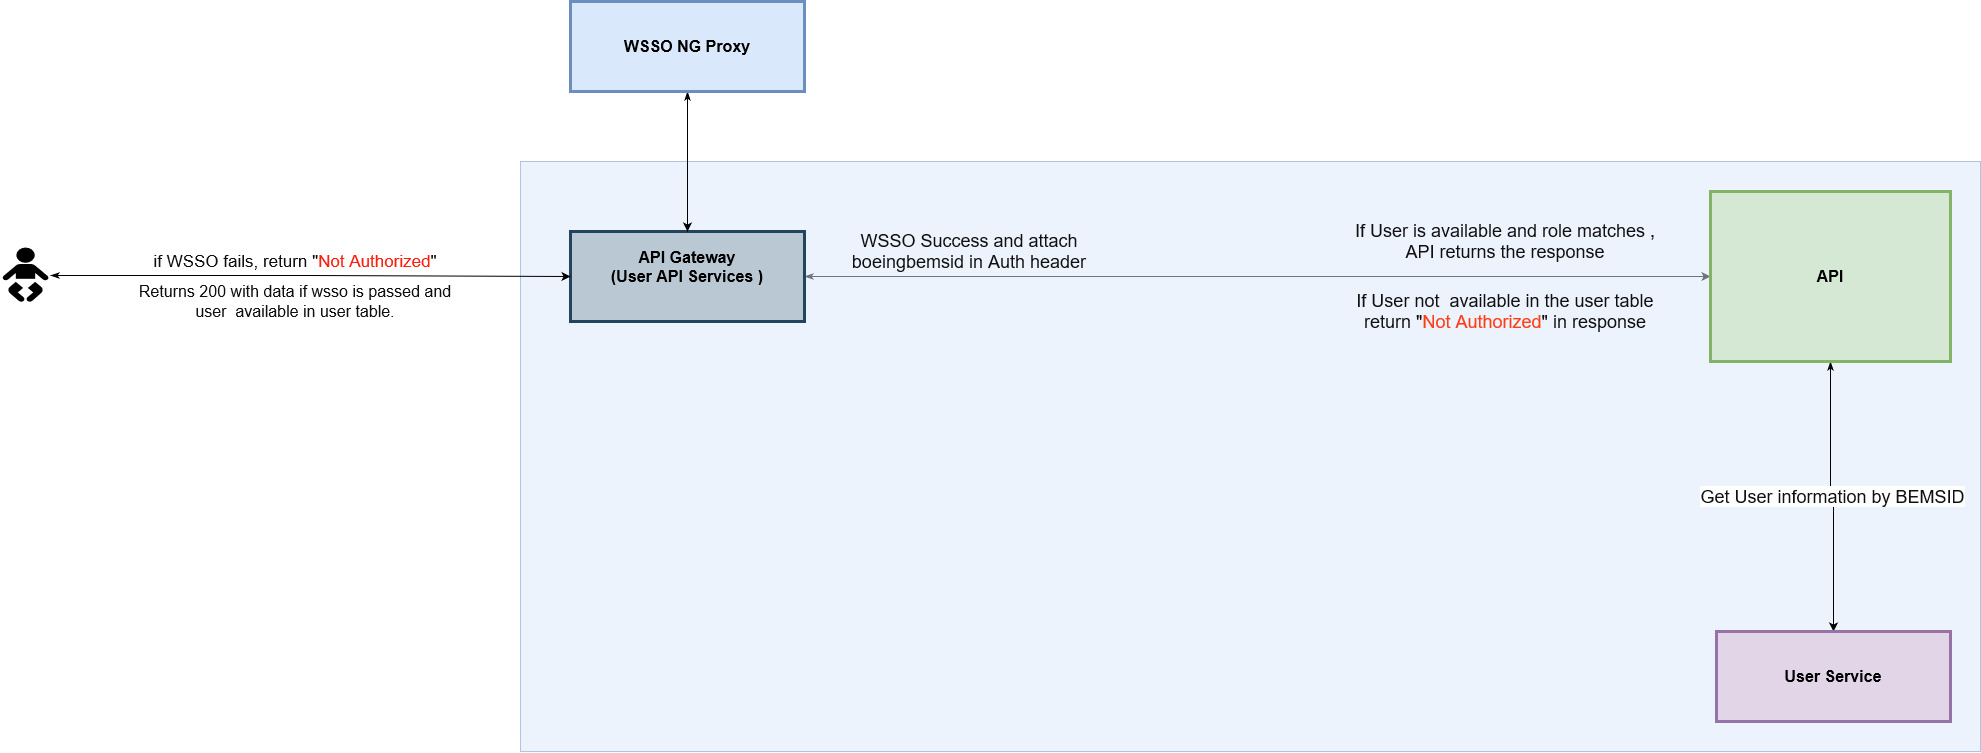 WSSO NG Proxy
if WSSO fails, return "Not Authorized"
Returns 200 with data if wsso is passed and
user  available in user table.
API Gateway
(User API Services )
WSSO Success and attach
boeingbemsid in Auth header
If User is available and role matches ,
API returns the response
If User not  available in the user table
return "Not Authorized" in response
API
Get User information by BEMSID
User Service